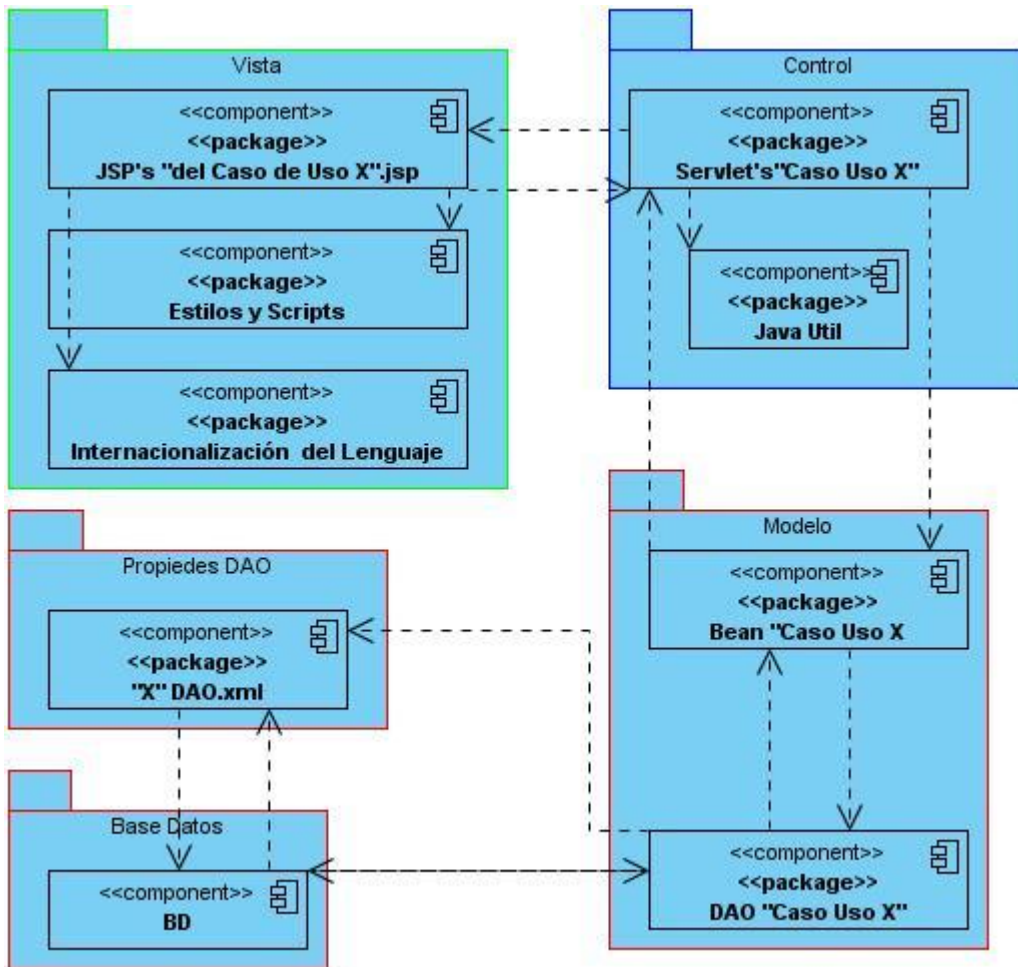 Vista
<<component>>
<<package>>
JSP's "del Caso de Uso X".jsp
<<component>>
<<package>>
Estilos y Scripts
<<component>>
<<package>>
Internacionalización del Lenguaje
Control
<<component>>
<<package>>
Servlet's"Caso Uso X"
<<component>>
<<package>>
Java Util
Propiedes DAO
<<component>>
<<package>>
"X" DAO.xml
Modelo
<<component>>
<<package>>
Bean "Caso Uso X
<<component>>
<<package>>
DAO "Caso Uso X"
Base Datos
<<component>>
BD